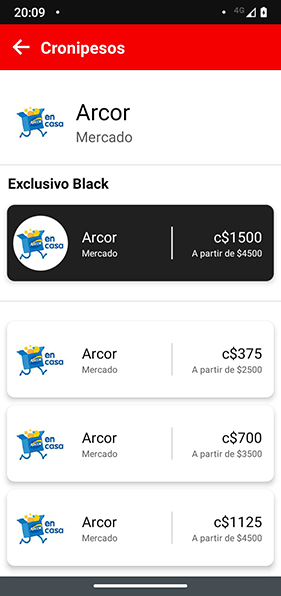 20:09
4G
Cronipesos
en casa
Arcor
Mercado
Exclusivo Black
en casa
Arcor
c$1500
Mercado
A partir de $4500
en casa
Arcor
c$375
Mercado
A partir de $2500
en casa
Arcor
c$700
Mercado
A partir de $3500
en casa
Arcor
c$1125
Mercado
A partir de $4500